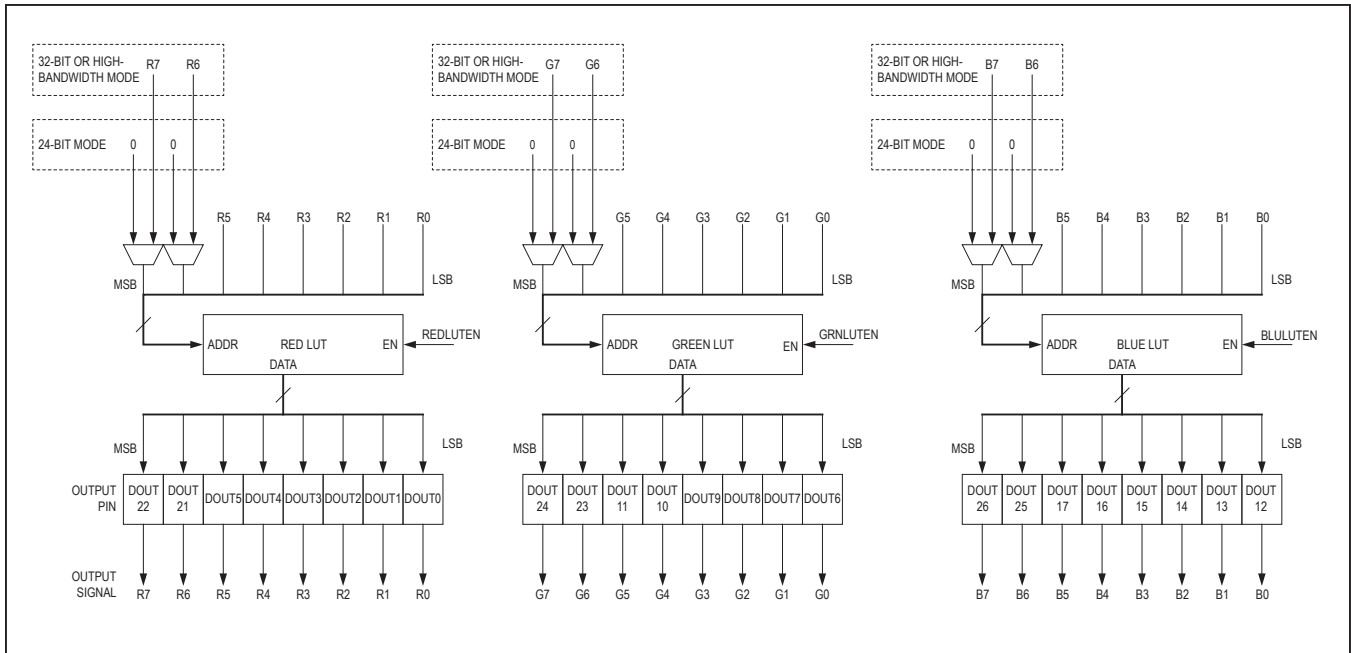 32-BIT OR HIGH-
BANDWIDTH MODE R7 R6
24-BIT MODE 0 0
R5 R4 R3 R2 R1 R0
MSB LSB
ADDR RED LUT EN REDLUTEN
DATA
MSB LSB
OUTPUT
PIN
DOUT
22
DOUT
21
DOUT5 DOUT4 DOUT3 DOUT2 DOUT1 DOUT0
OUTPUT
SIGNAL
R7 R6 R5 R4 R3 R2 R1 R0
32-BIT OR HIGH-
BANDWIDTH MODE G7 G6
24-BIT MODE 0 0
G5 G4 G3 G2 G1 G0
MSB LSB
ADDR GREEN LUT EN GRNLUTEN
DATA
MSB LSB
DOUT
24
DOUT
23
DOUT
11
DOUT
10
DOUT9 DOUT8 DOUT7 DOUT6
G7 G6 G5 G4 G3 G2 G1 G0
32-BIT OR HIGH-
BANDWIDTH MODE B7 B6
24-BIT MODE 0 0
B5 B4 B3 B2 B1 B0
MSB LSB
ADDR BLUE LUT EN BLULUTEN
DATA
MSB LSB
DOUT
26
DOUT
25
DOUT
17
DOUT
16
DOUT
15
DOUT
14
DOUT
13
DOUT
12
B7 B6 B5 B4 B3 B2 B1 B0